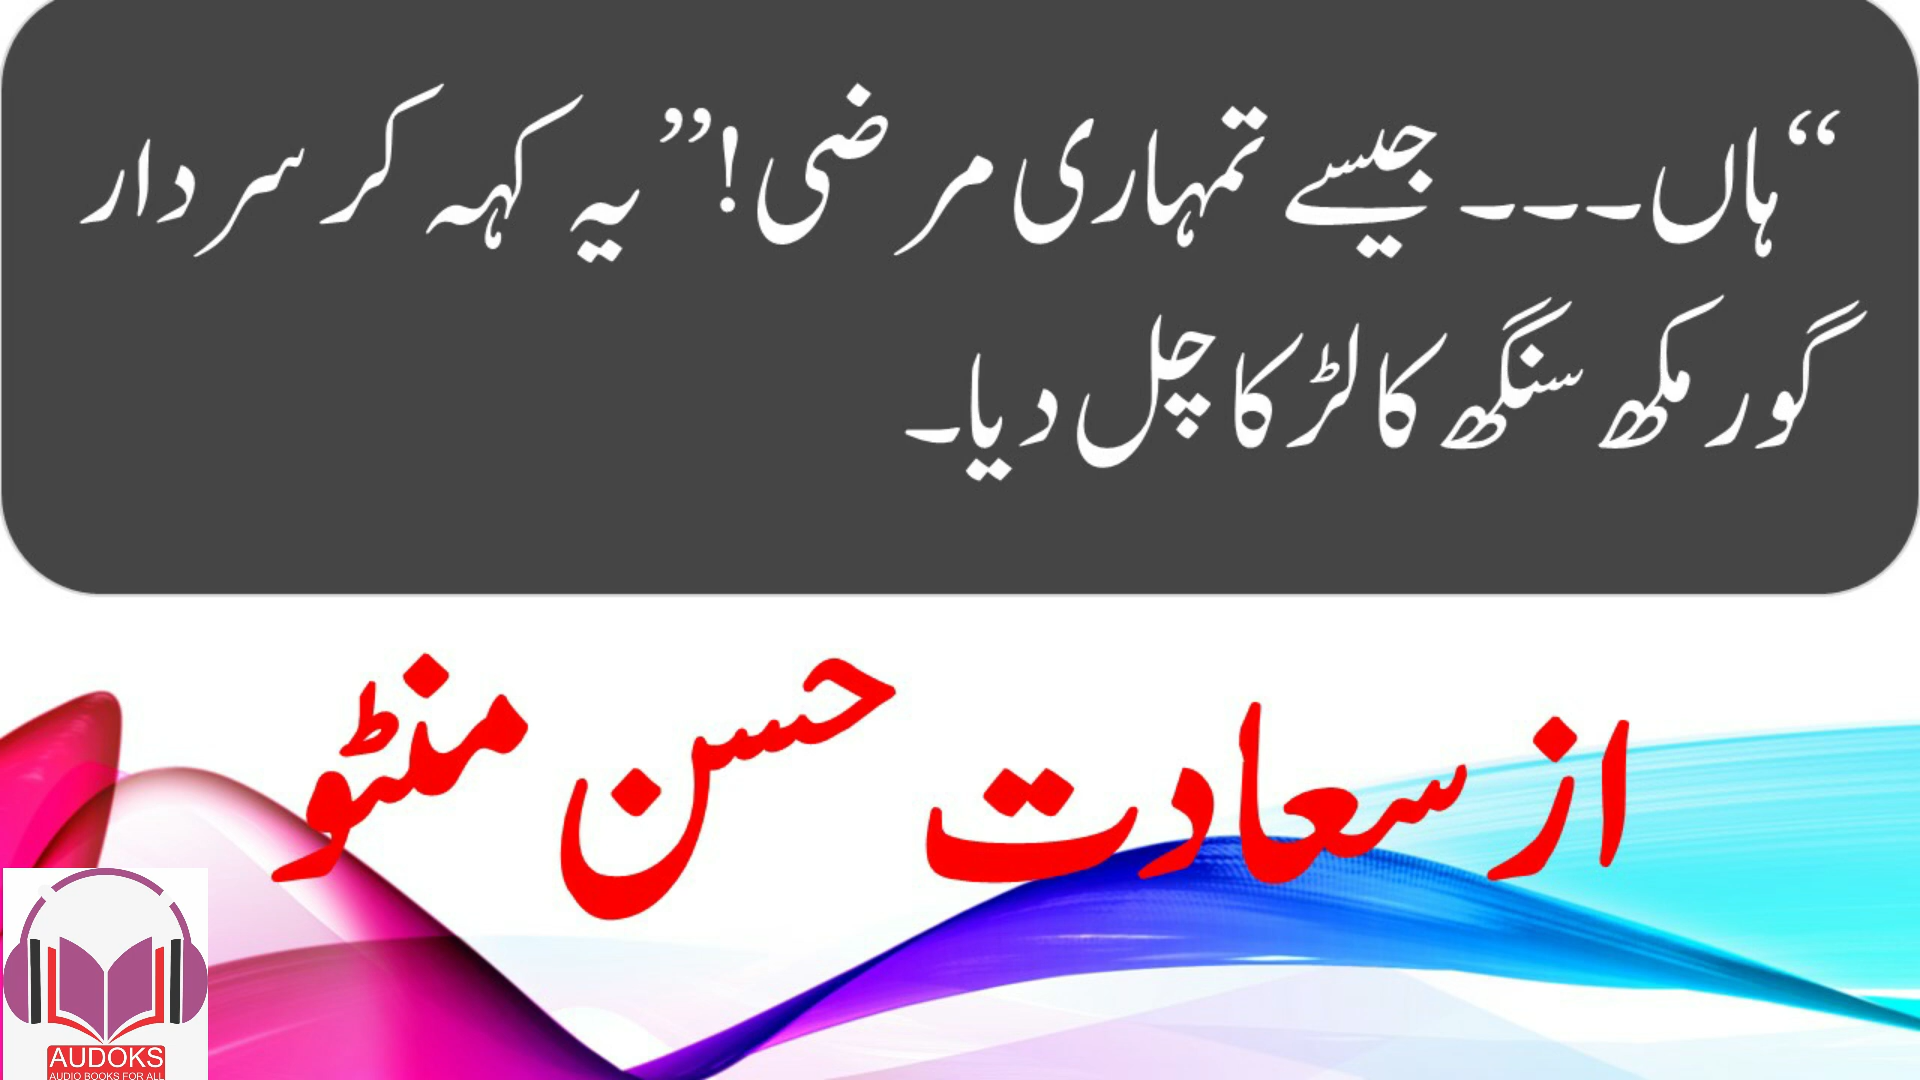 “ہاں۔۔۔ جیسے تمہاری مرضی!” یہ کہہ کر سردار
گورمکھ سنگھ کا لڑکا چل دیا۔
از سعادت حسن منٹو
AUDOKS
AUDIO BOOKS FOR ALL